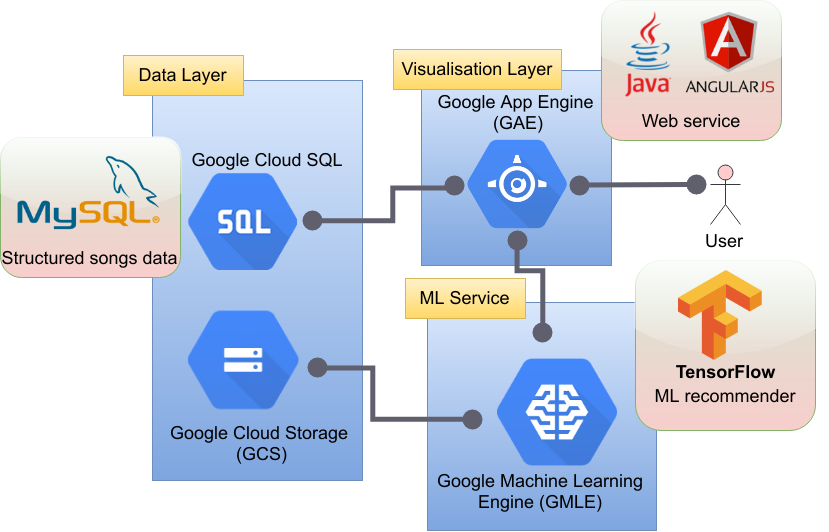 Data Layer
Google Cloud SQL
SQL
MySQL®
Structured songs data
Google Cloud Storage
(GCS)
Visualisation Layer
Google App Engine
(GAE)
Java
ANGULARJS
A
Web service
User
ML Service
Google Machine Learning
Engine (GMLE)
TensorFlow
ML recommender